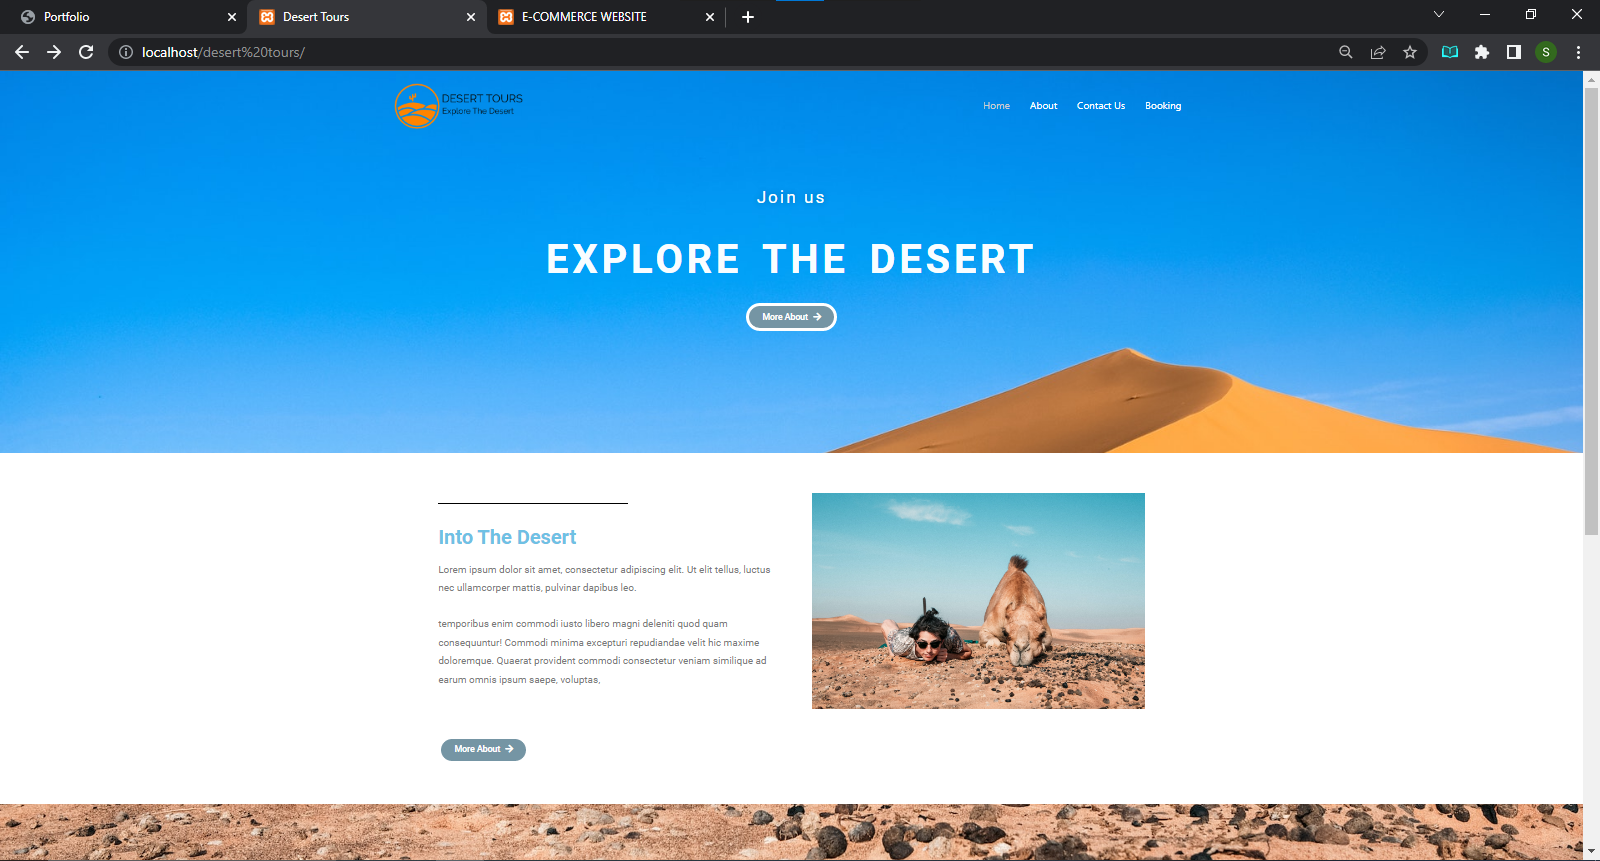 Portfolio
Desert Tours
E-COMMERCE WEBSITE
localhost/desert%20tours/
S
DESERT TOURS
Explore The Desert
Home About Contact Us Booking
Join us
EXPLORE THE DESERT
More About
Into The Desert
Lorem ipsum dolor sit amet, consectetur adipiscing elit. Ut elit tellus, luctus
nec ullamcorper mattis, pulvinar dapibus leo.
temporibus enim commodi iusto libero magni deleniti quod quam
consequuntur! Commodi minima excepturi repudiandae velit hic maxime
doloremque. Quaerat provident commodi consectetur veniam similique ad
earum omnis ipsum saepe, voluptas,
More About